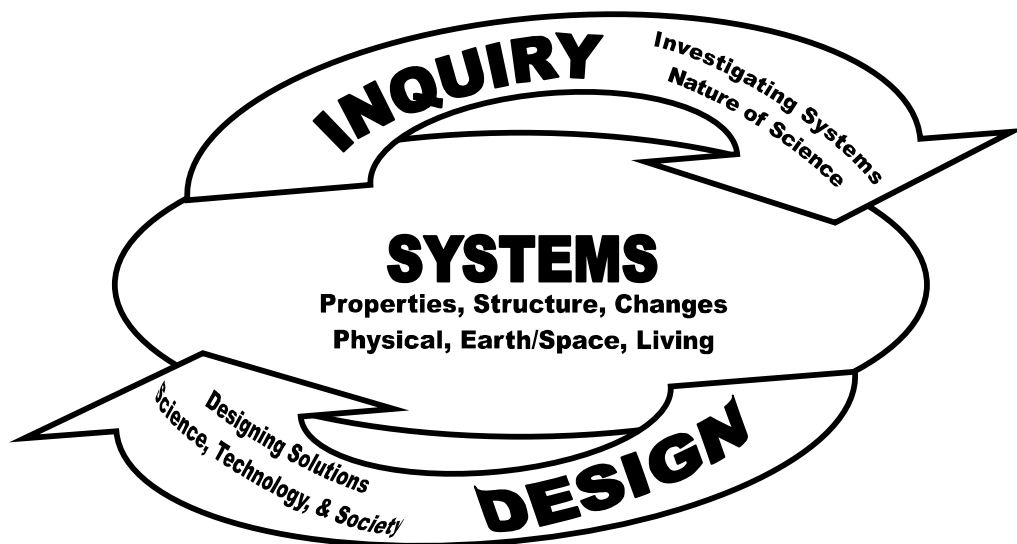 INQUIRY
Investigating Systems
Nature of Science
SYSTEMS
Properties, Structure, Changes
Physical, Earth/Space, Living
Designing Solutions
Science, Technology, & Society
DESIGN